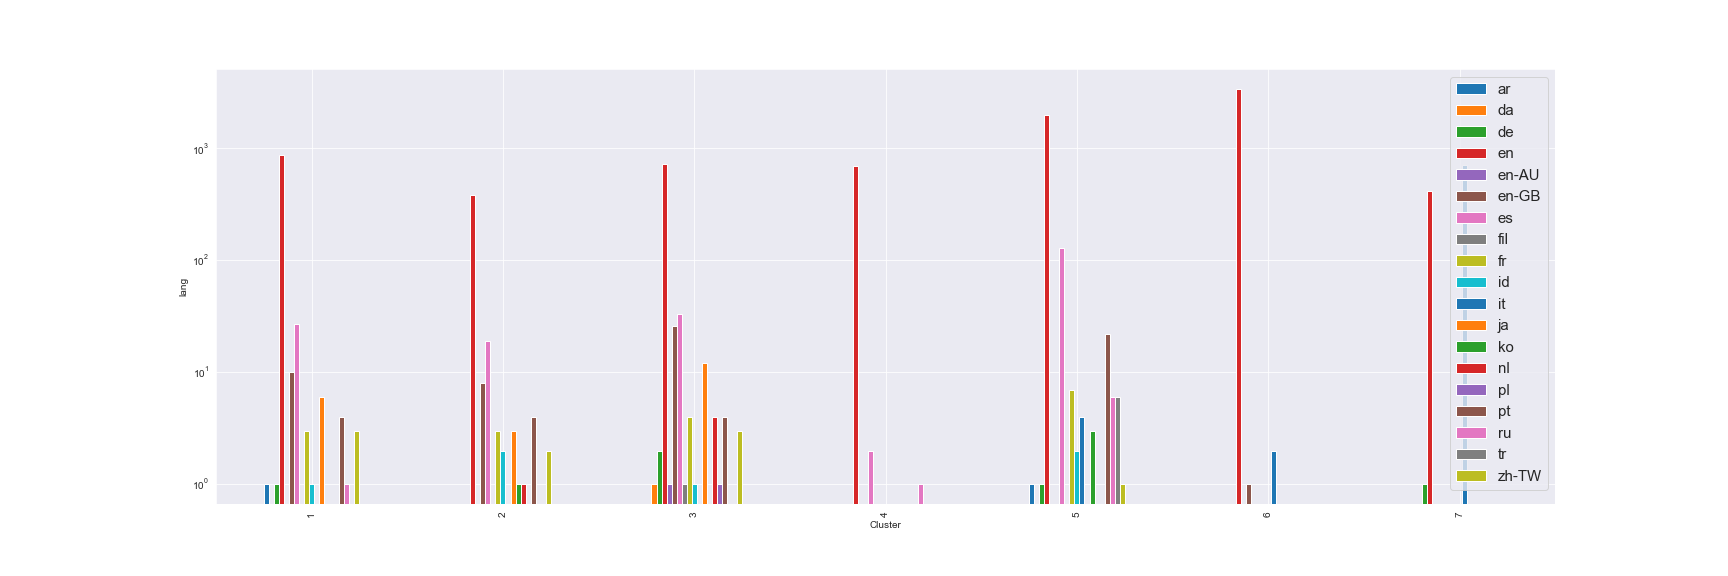 ar
da
de
en
en-AU
en-GB
es
fil
fr
id
it
ja
ko
nl
pl
pt
ru
tr
zh-TW
lang
10³
10²
10¹
10⁰
1
2
3
4
5
6
7
Cluster